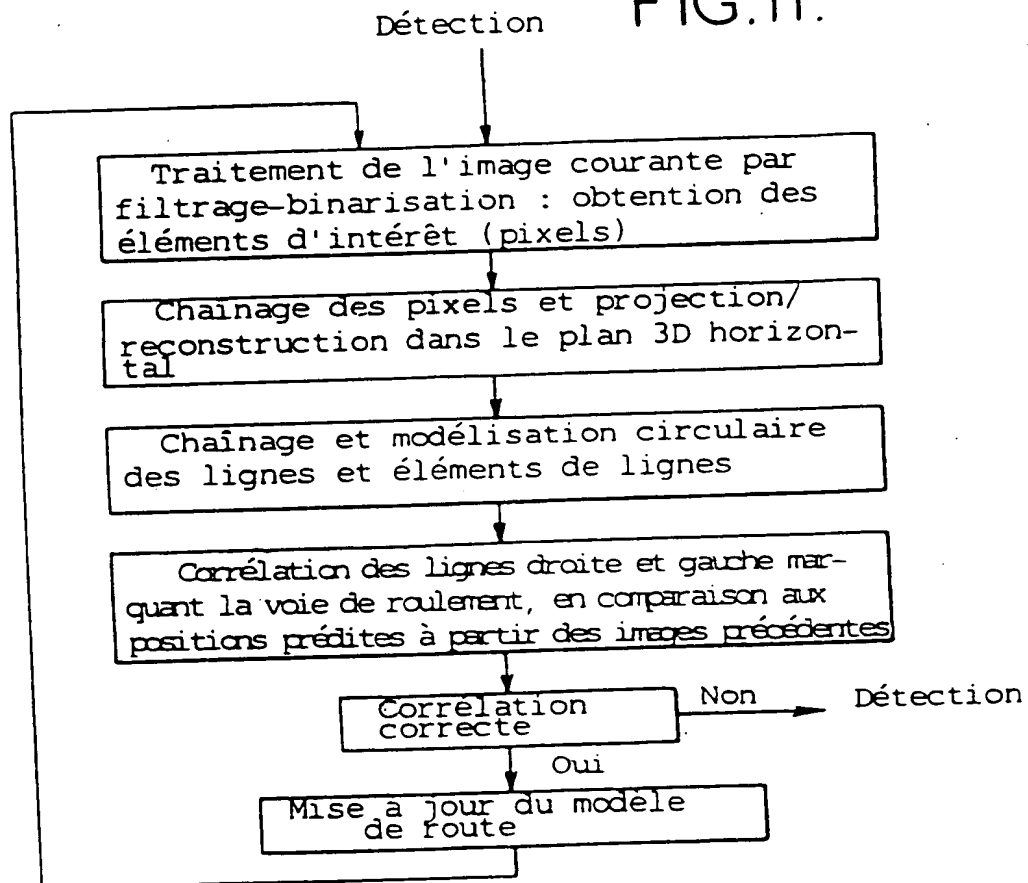 FIG.11.
Détection
Traitement de l'image courante par
filtrage-binarisation : obtention des
éléments d'intérêt (pixels)
Chaînage des pixels et projection/
reconstruction dans le plan 3D horizon-
tal
Chaînage et modélisation circulaire
des lignes et éléments de lignes
Corrélation des lignes droite et gauche mar-
quant la voie de roulement, en comparaison aux
positions prédites à partir des images précédentes
Corrélation
correcte
Non
Détection
Oui
Mise à jour du modèle
de route